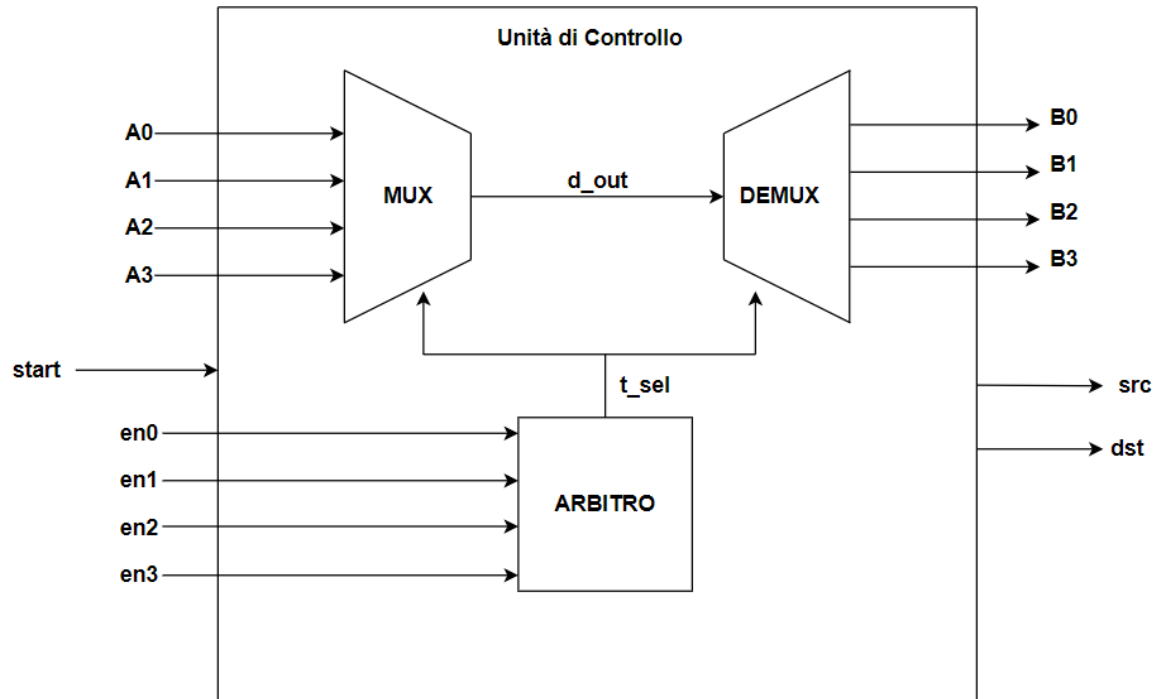 Unità di Controllo
A0
A1
A2
A3
MUX
d_out
DEMUX
B0
B1
B2
B3
start
t_sel
src
dst
en0
en1
en2
en3
ARBITRO